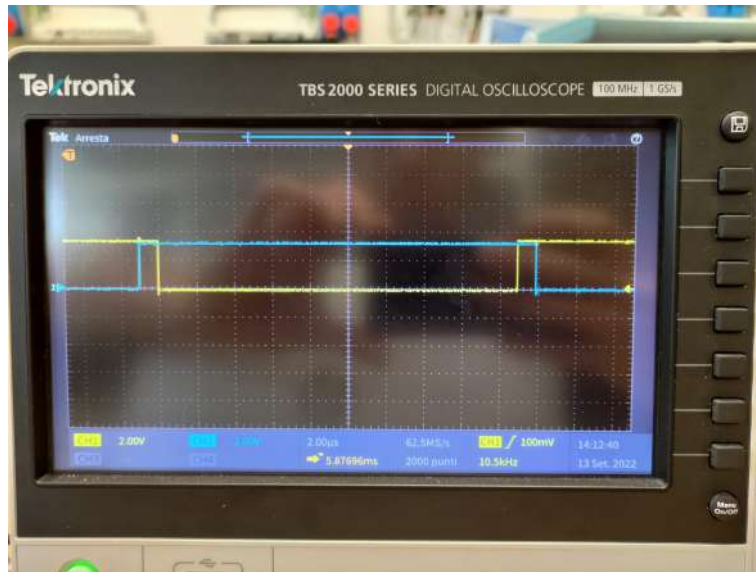 Tektronix TBS 2000 SERIES DIGITAL OSCILLOSCOPE 100 MHz 1 GS/s
Tek Arresta
T
CH1 2.00V 2.00μs 62.5MS/s 100mV 14:12:40
5.87696ms 2000 punti 10.5kHz 13 Set. 2022
Menu
On/Off